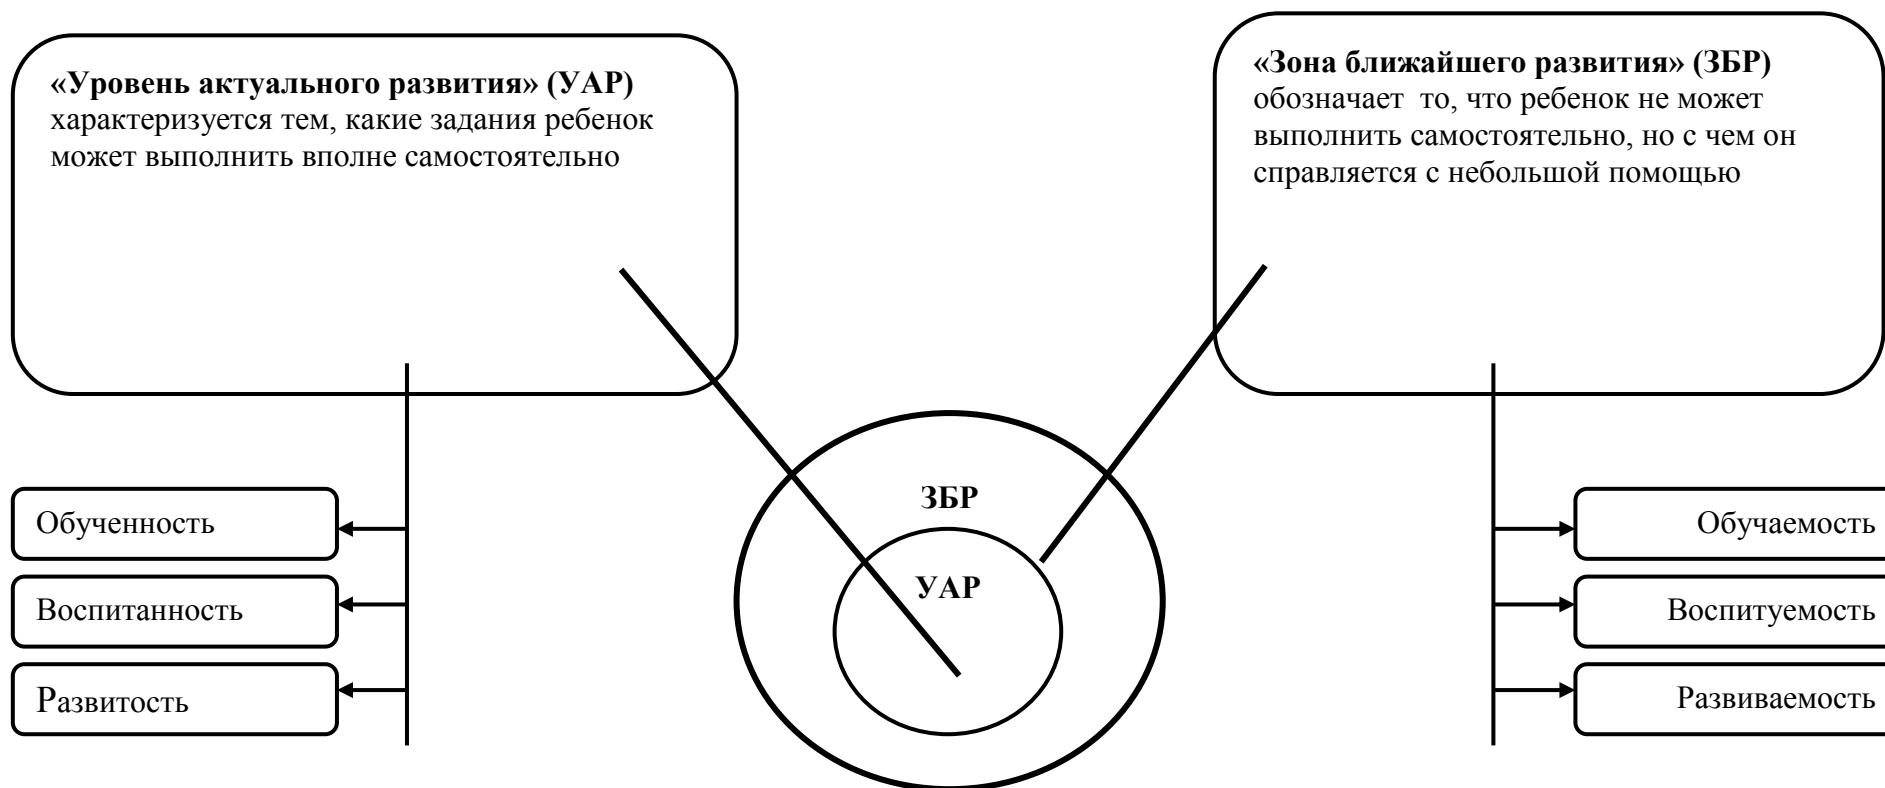 «Уровень актуального развития» (УАР)
характеризуется тем, какие задания ребенок
может выполнить вполне самостоятельно
«Зона ближайшего развития» (ЗБР)
обозначает то, что ребенок не может
выполнить самостоятельно, но с чем он
справляется с небольшой помощью
ЗБР
УАР
Обученность
Воспитанность
Развитость
Обучаемость
Воспитуемость
Развиваемость